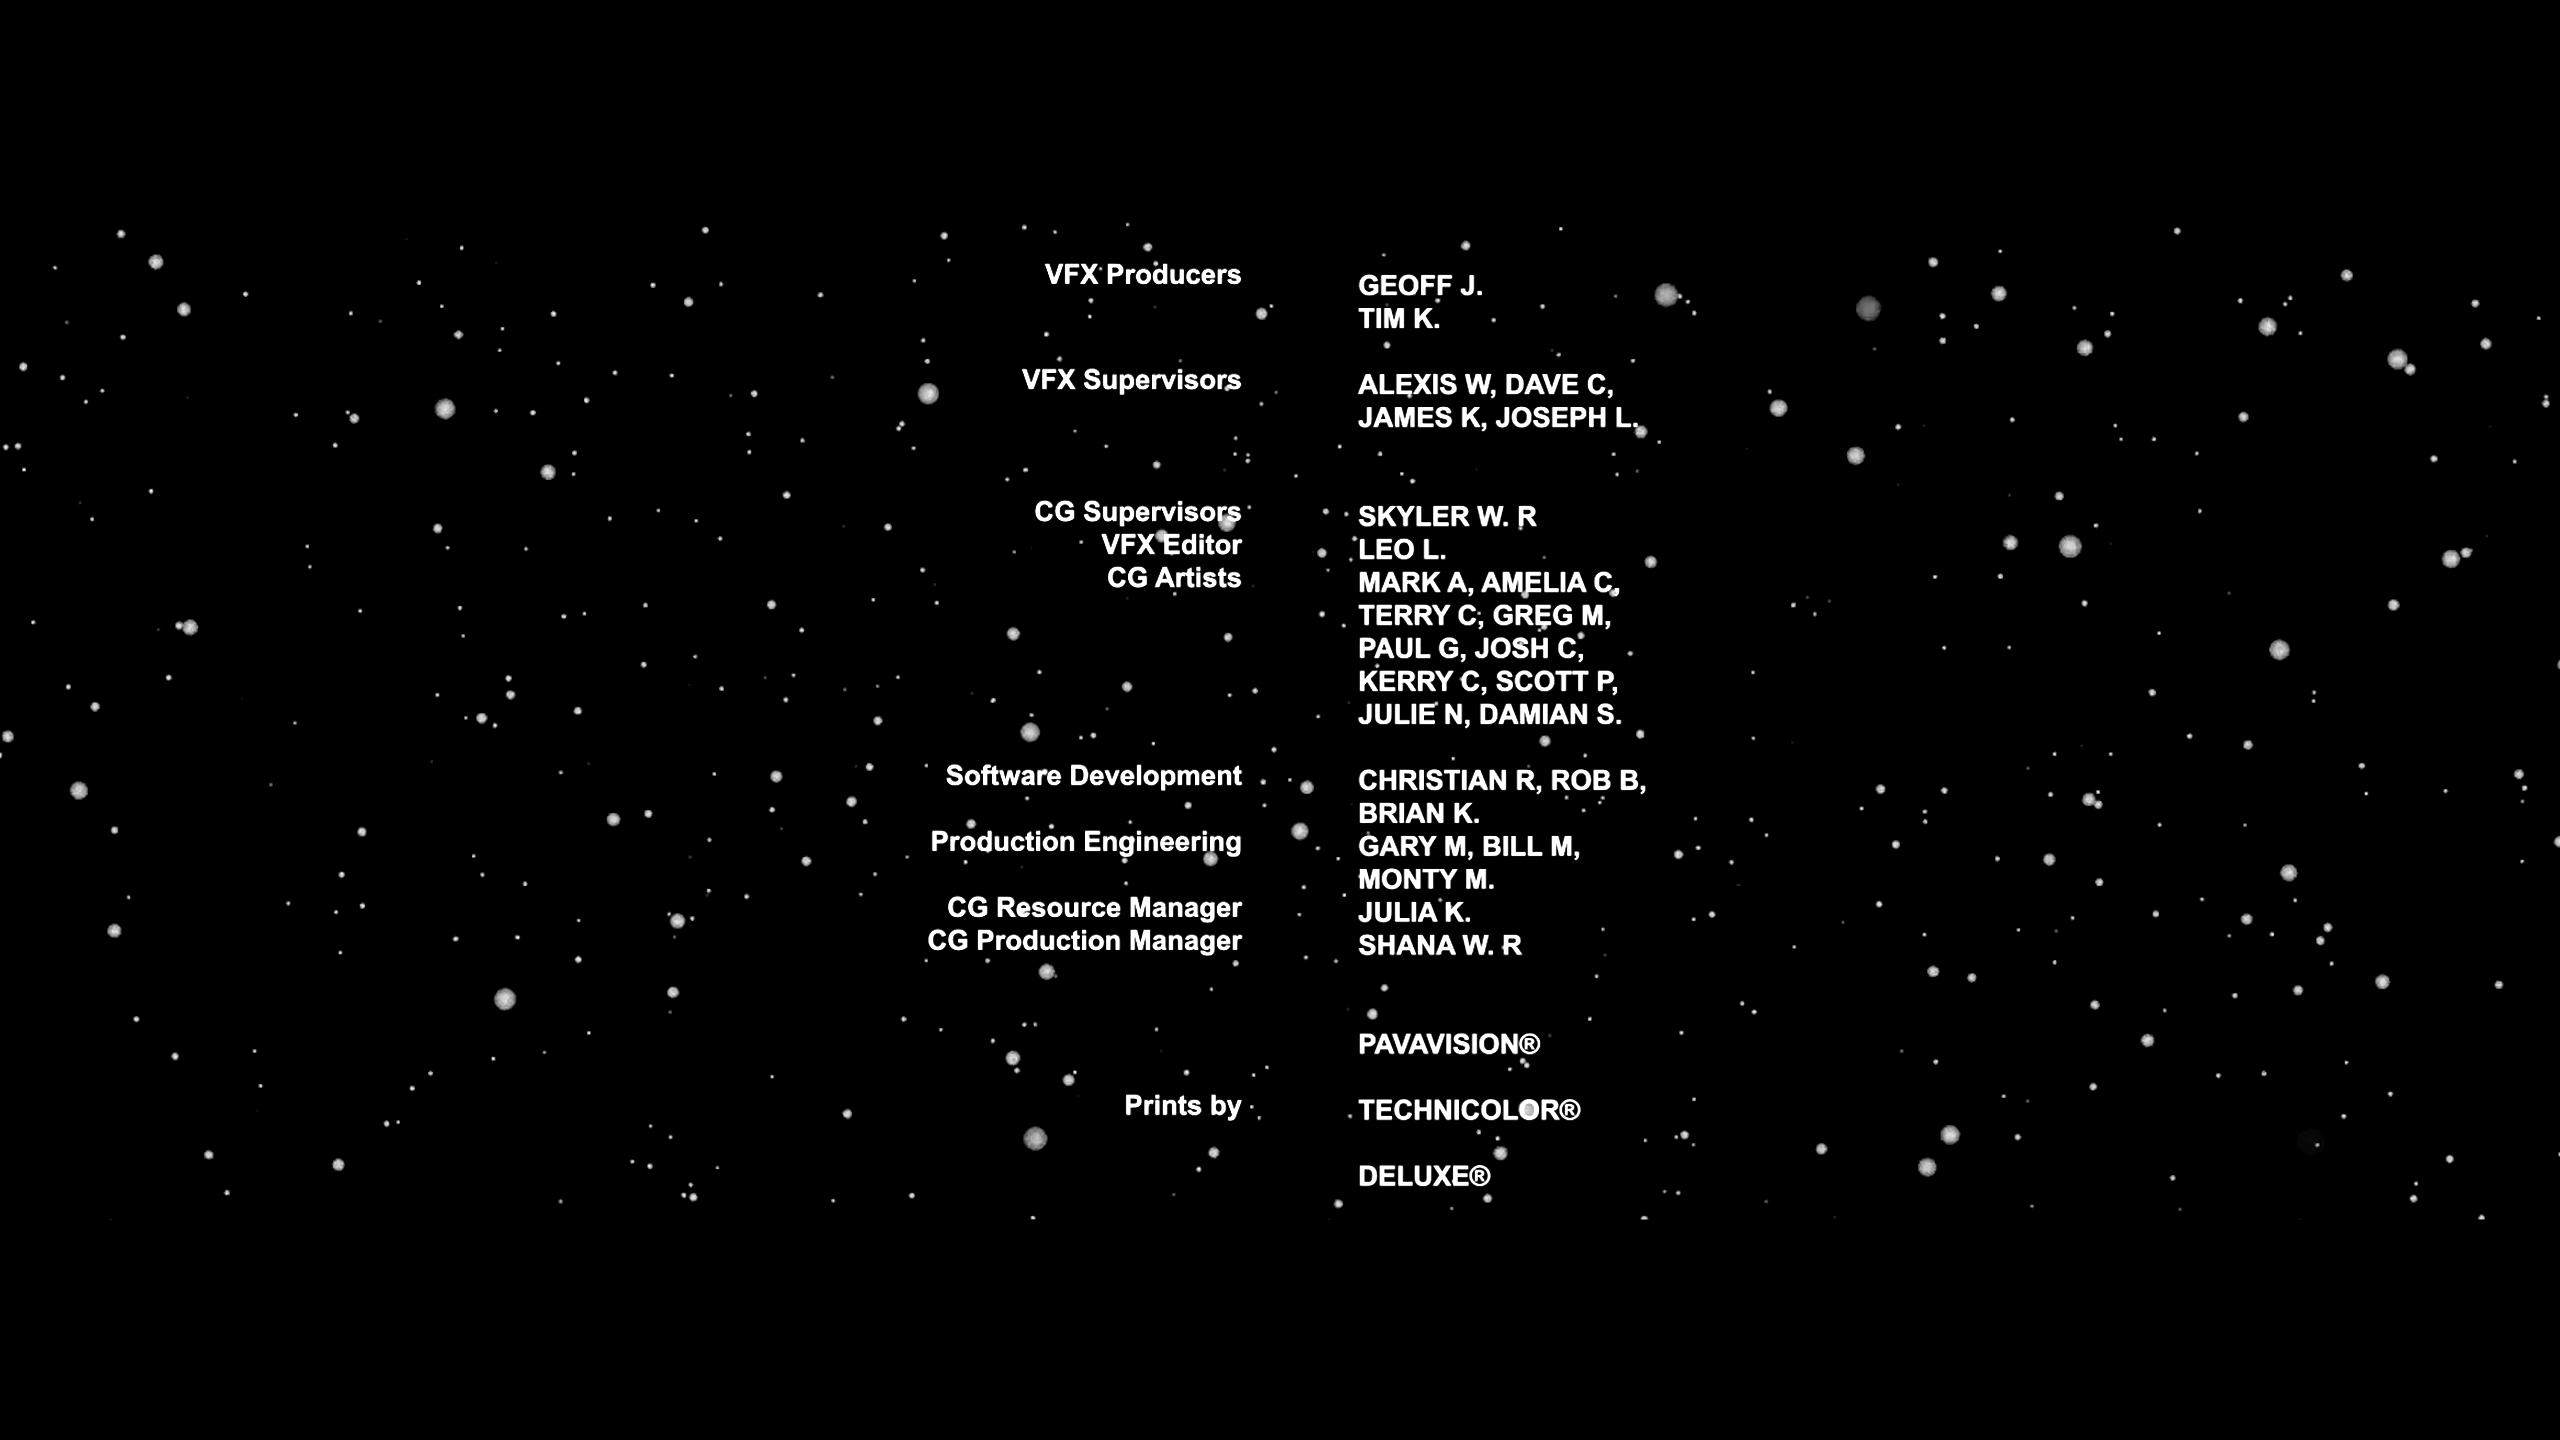 VFX Producers GEOFF J.
TIM K.
VFX Supervisors ALEXIS W, DAVE C,
JAMES K, JOSEPH L.
CG Supervisors SKYLER W. R
VFX Editor LEO L.
CG Artists MARK A, AMELIA C,
TERRY C, GREG M,
PAUL G, JOSH C,
KERRY C, SCOTT P,
JULIE N, DAMIAN S.
Software Development CHRISTIAN R, ROB B,
BRIAN K.
Production Engineering GARY M, BILL M,
MONTY M.
CG Resource Manager JULIA K.
CG Production Manager SHANA W. R
PAVAVISION®
Prints by TECHNICOLOR®
DELUXE®